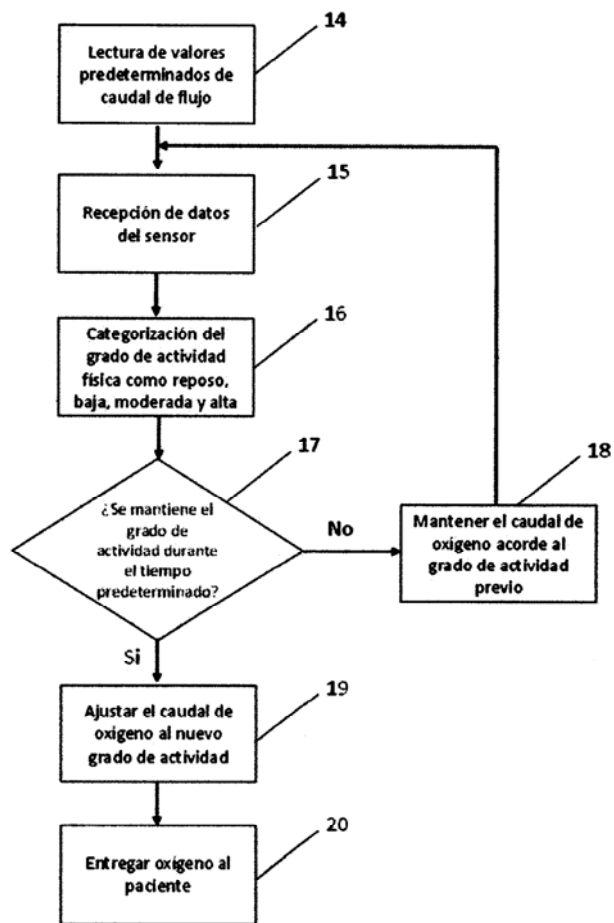 14
Lectura de valores
predeterminados de
caudal de flujo
15
Recepción de datos
del sensor
16
Categorización del
grado de actividad
física como reposo,
baja, moderada y alta
17
¿Se mantiene el
grado de
actividad durante
el tiempo
predeterminado?
No
18
Mantener el caudal de
oxígeno acorde al
grado de actividad
previo
Si
19
Ajustar el caudal de
oxígeno al nuevo
grado de actividad
20
Entregar oxígeno al
paciente